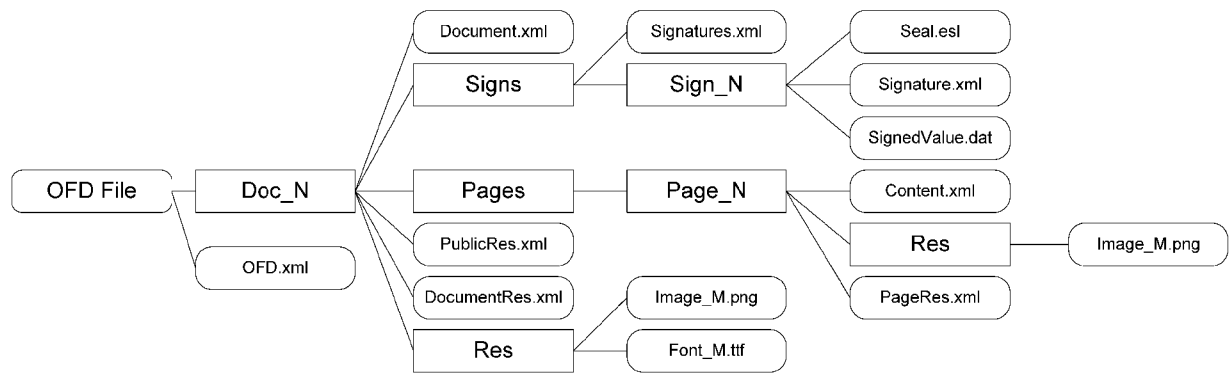 Document.xml
Signatures.xml
Seal.esl
Signs
Sign_N
Signature.xml
SignedValue.dat
OFD File
Doc_N
Pages
Page_N
Content.xml
PublicRes.xml
Res
Image_M.png
OFD.xml
DocumentRes.xml
Image_M.png
PageRes.xml
Res
Font_M.ttf